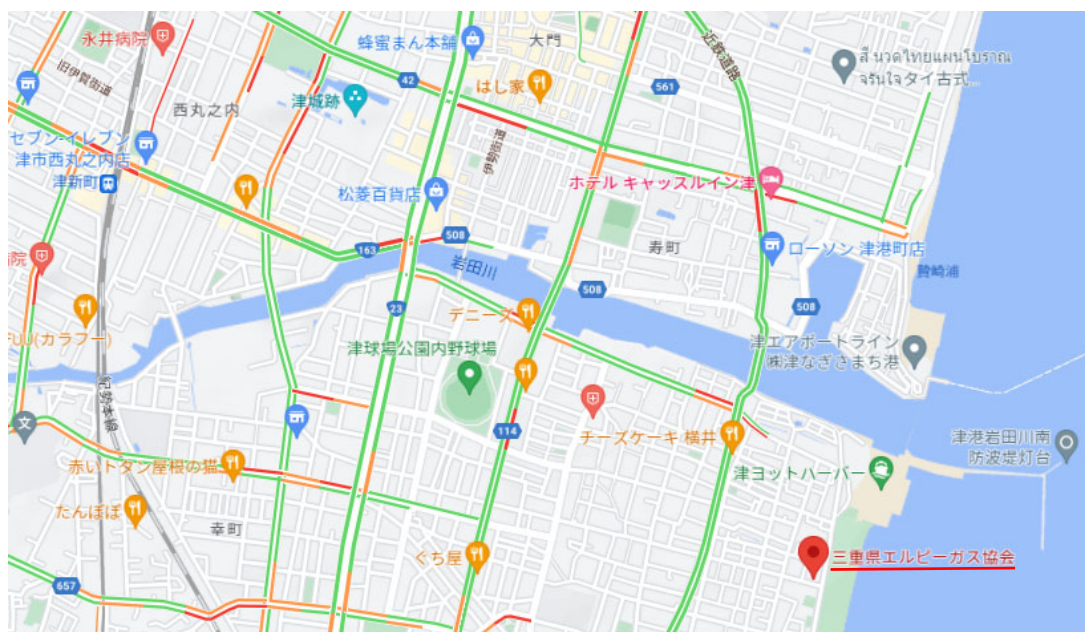 永井病院
旧伊賀街道
西丸之内
セブン-イレブン
津市西丸之内店
津新町
津城跡
蜂蜜まん本舗
大門
42
はし家
伊勢街道
近鉄道路
561
นวดไทยแผนโบราณ
จรันใจタイ古式...
松菱百貨店
ホテル キャッスルイン津
163
508
岩田川
寿町
ローソン 津港町店
贄崎浦
508
508
病院
FUU(カラフー)
紀勢本線
23
デニーズ
津球場公園内野球場
津エアポートライン
㈱津なぎさまち港
文
114
チーズケーキ 横井
津港岩田川南
防波堤灯台
赤いトタン屋根の猫
津ヨットハーバー
たんぽぽ
幸町
ぐち屋
三重県エルピーガス協会
657